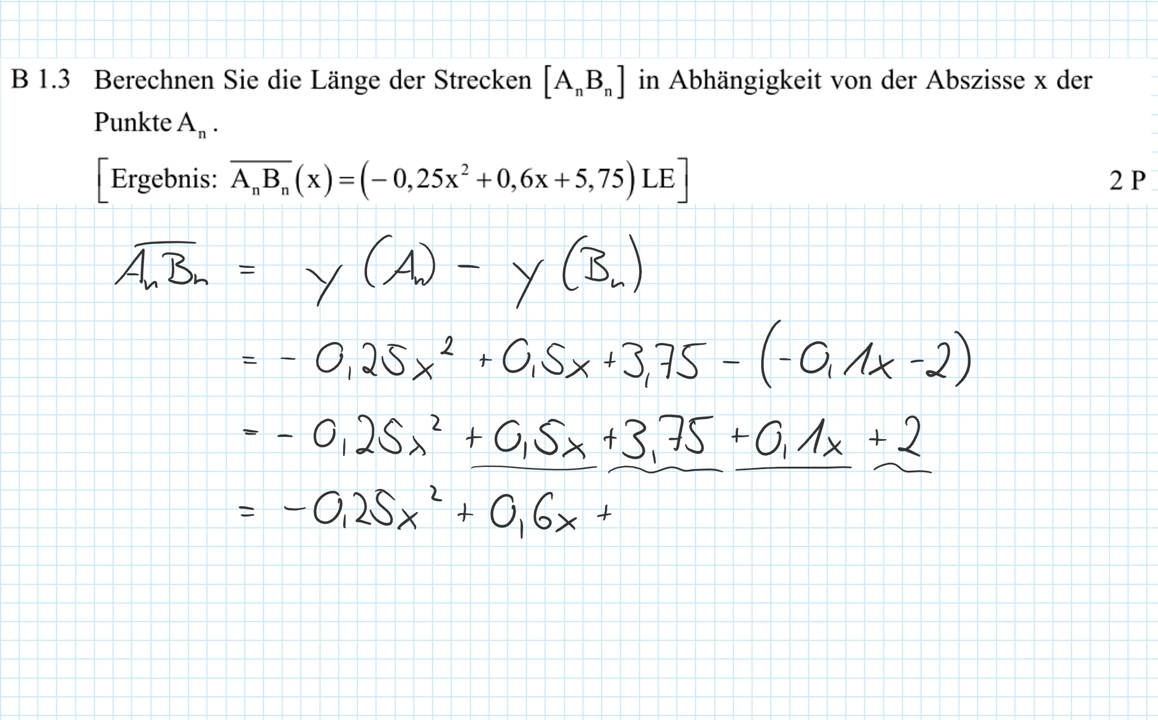 B 1.3 Berechnen Sie die Länge der Strecken [AₙBₙ] in Abhängigkeit von der Abszisse x der
Punkte Aₙ .
[Ergebnis: A̅ₙB̅ₙ̅ (x) = (− 0,25x² + 0,6x + 5,75) LE] 2 P
A̅ₙB̅ₙ̅ = y (Aₙ) − y (Bₙ)
= − 0,25x² + 0,5x + 3,75 − (−0,1x − 2)
= − 0,25x² + 0,5x + 3,75 + 0,1x + 2
= −0,25x² + 0,6x +